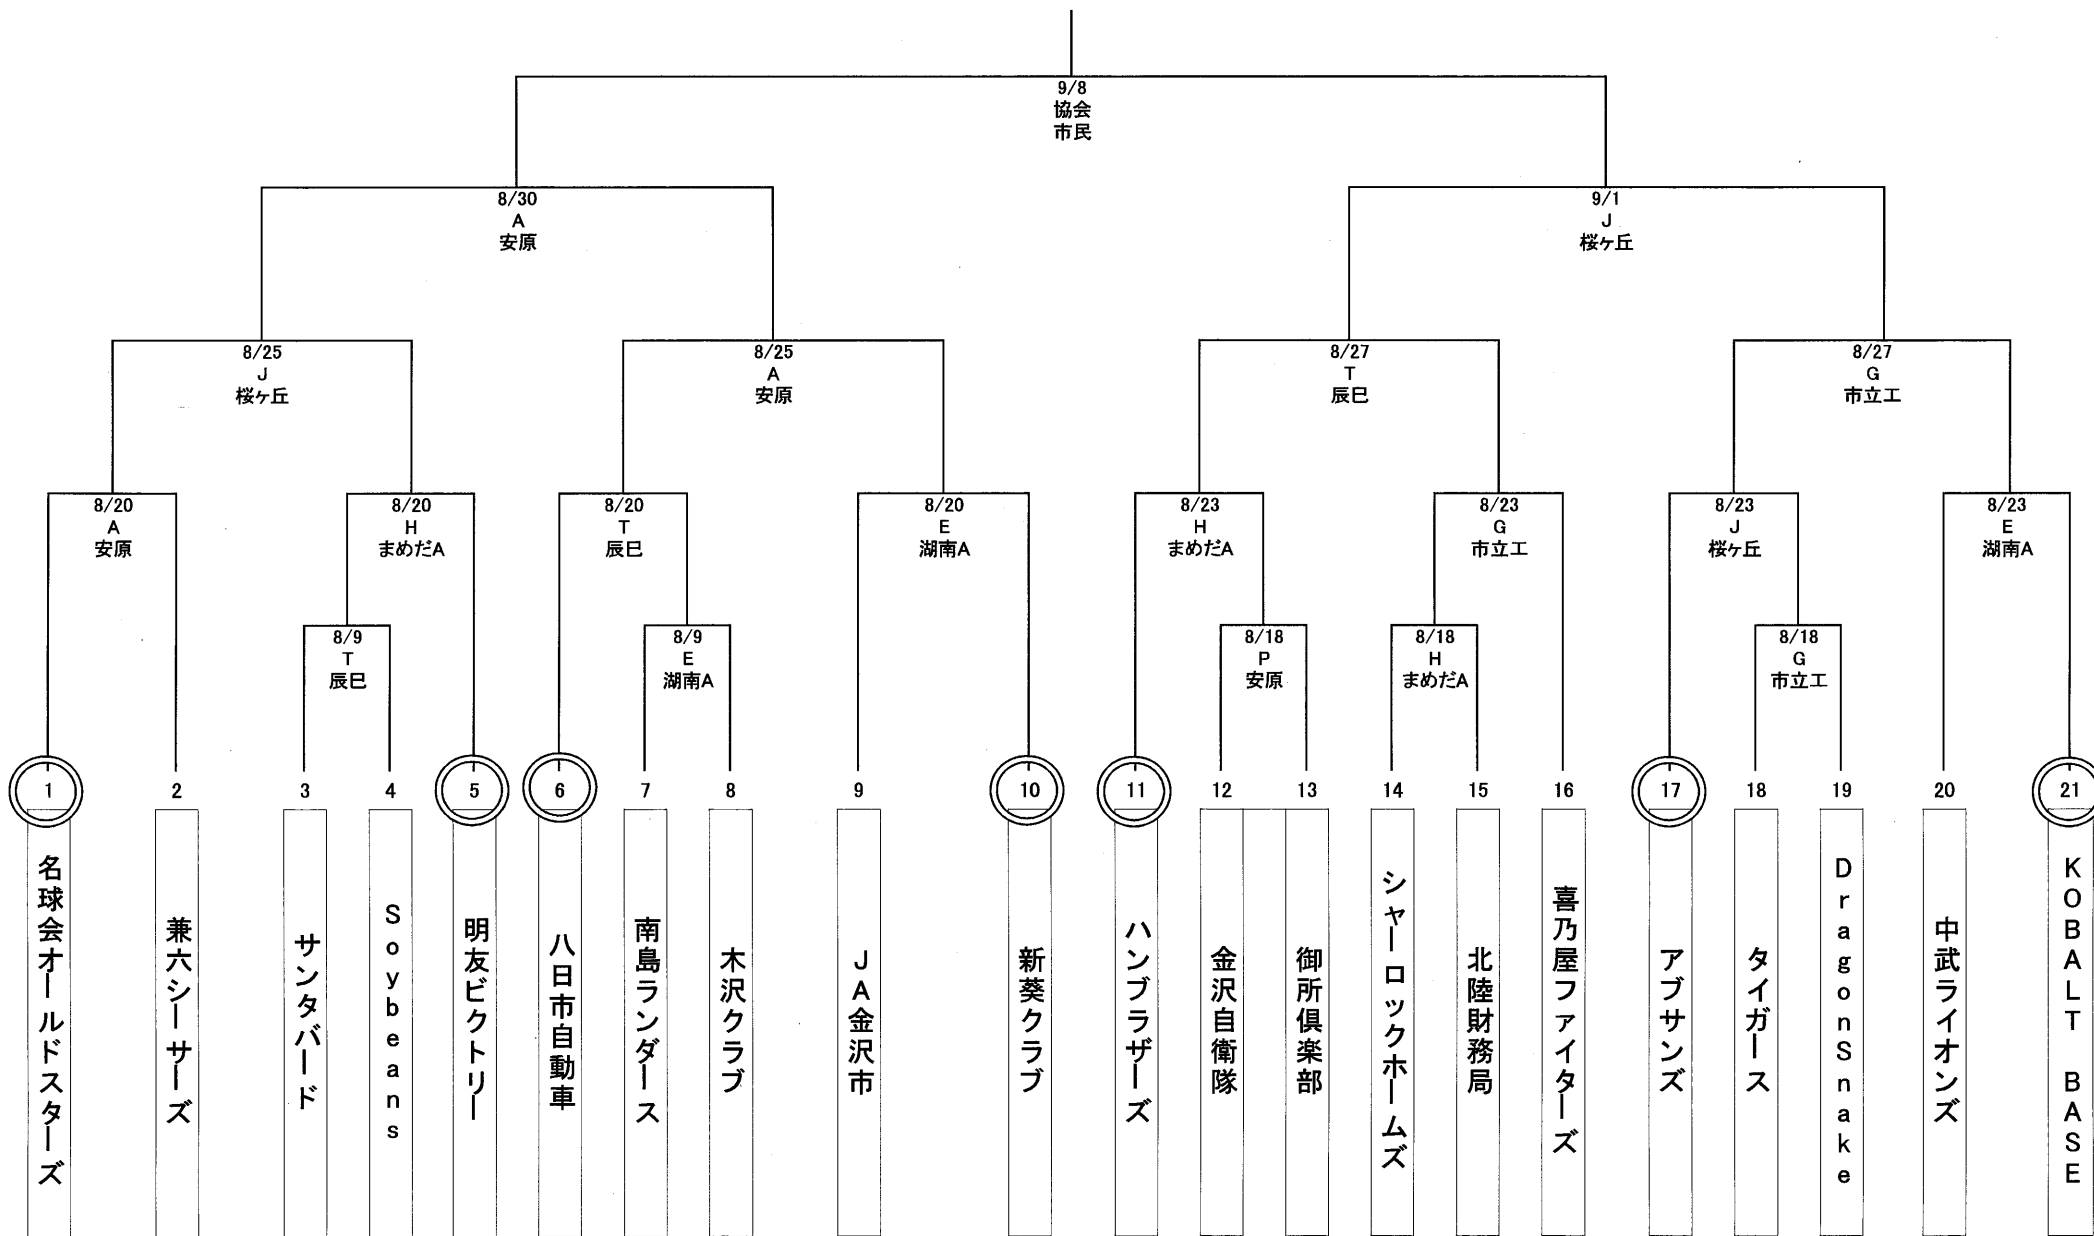 9/8
協会
市民
8/30
A
安原
9/1
J
桜ヶ丘
8/25
J
桜ヶ丘
8/25
A
安原
8/27
T
辰巳
8/27
G
市立工
8/20
A
安原
8/20
H
まめだA
8/20
T
辰巳
8/20
E
湖南A
8/23
H
まめだA
8/23
G
市立工
8/23
J
桜ヶ丘
8/23
E
湖南A
8/9
T
辰巳
8/9
E
湖南A
8/18
P
安原
8/18
H
まめだA
8/18
G
市立工
1
2
3
4
5
6
7
8
9
10
11
12
13
14
15
16
17
18
19
20
21
名球会オールドスターズ
兼六シーサーズ
サンタバード
Soybeans
明友ビクトリー
八日市自動車
南島ランダース
木沢クラブ
JA金沢市
新葵クラブ
ハンブラザーズ
金沢自衛隊
御所倶楽部
シャーロックホームズ
北陸財務局
喜乃屋ファイターズ
アブサンズ
タイガース
DragonSnake
中武ライオンズ
KOBALT BASE